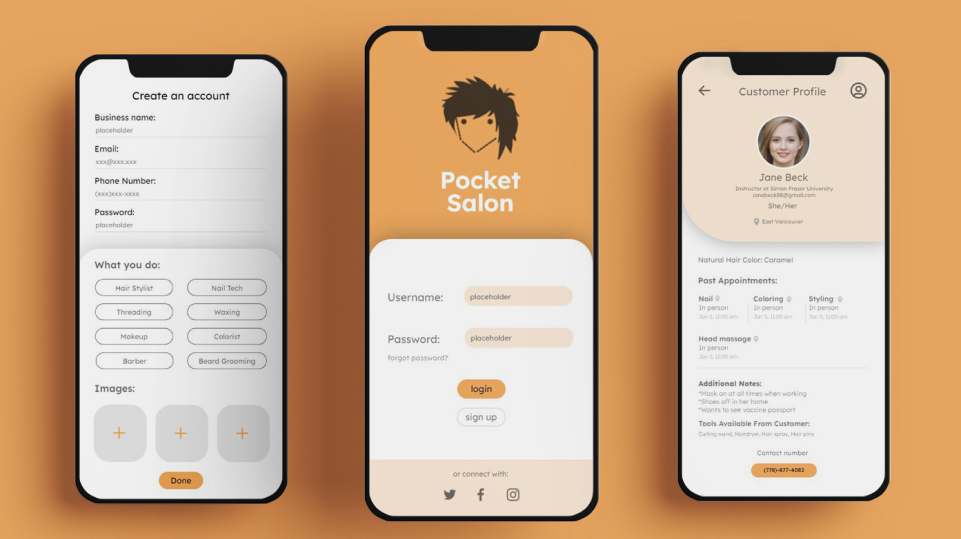 Create an account
Business name:
placeholder
Email:
xxx@xxx.xxx
Phone Number:
(xxx)xxx-xxxx
Password:
placeholder
What you do:
Hair Stylist
Nail Tech
Threading
Waxing
Makeup
Colorist
Barber
Beard Grooming
Images:
Done
Pocket
Salon
Username:
placeholder
Password:
placeholder
forgot password?
login
sign up
or connect with:
Customer Profile
Jane Beck
Instructor at Simon Fraser University
janebeck88@gmail.com
She/Her
East Vancouver
Natural Hair Color: Caramel
Past Appointments:
Nail
In person
Jan 5, 11:00 am
Coloring
In person
Jan 5, 11:00 am
Styling
In person
Jan 5, 11:00 am
Head massage
In person
Jan 5, 11:00 am
Additional Notes:
*Mask on at all times when working
*Shoes off in her home
*Wants to see vaccine passport
Tools Available From Customer:
Curling wand, Hairdryer, Hair spray, Hair pins
Contact number
(778)-877-4082